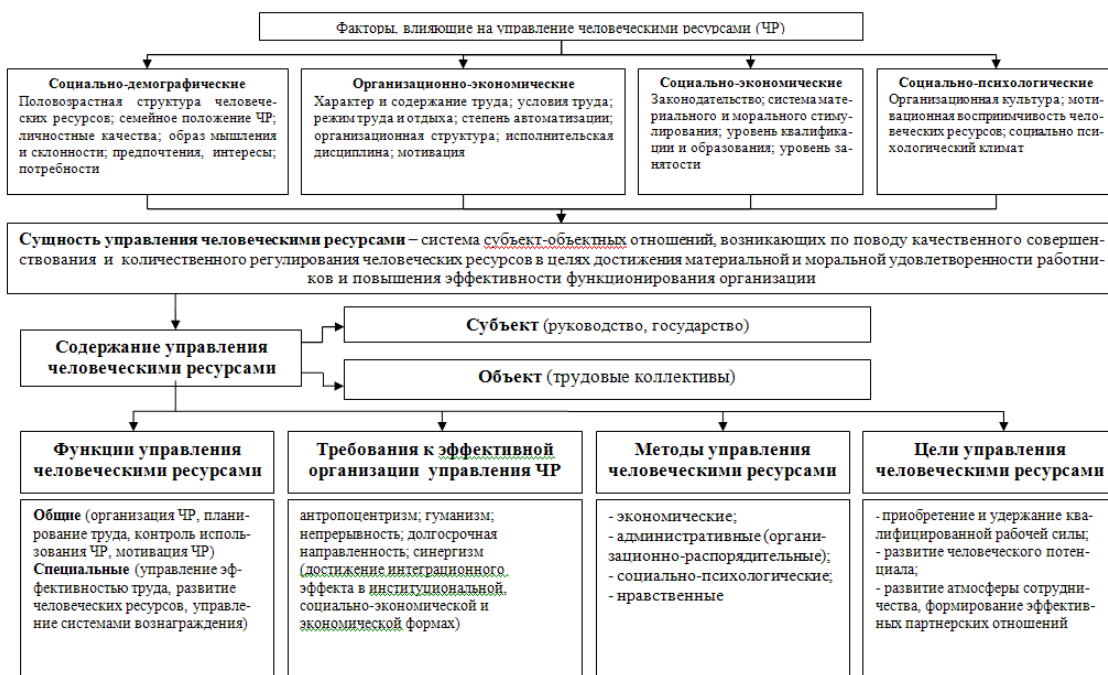 Факторы, влияющие на управление человеческими ресурсами (ЧР)
Социально-демографические
Половозрастная структура человечес-
ких ресурсов; семейное положение ЧР;
личностные качества; образ мышления
и склонности; предпочтения, интересы;
потребности
Организационно-экономические
Характер и содержание труда; условия труда;
режим труда и отдыха; степень автоматизации;
организационная структура; исполнительская
дисциплина; мотивация
Социально-экономические
Законодательство; система мате-
риального и морального стиму-
лирования; уровень квалифика-
ции и образования; уровень за-
нятости
Социально-психологические
Организационная культура; моти-
вационная восприимчивость чело-
веческих ресурсов; социально пси-
хологический климат
Сущность управления человеческими ресурсами – система субъект-объектных отношений, возникающих по поводу качественного совершен-
ствования и количественного регулирования человеческих ресурсов в целях достижения материальной и моральной удовлетворенности работни-
ков и повышения эффективности функционирования организации
Содержание управления
человеческими ресурсами
Субъект (руководство, государство)
Объект (трудовые коллективы)
Функции управления
человеческими ресурсами
Требования к эффективной
организации управления ЧР
Методы управления
человеческими ресурсами
Цели управления
человеческими ресурсами
Общие (организация ЧР, плани-
рование труда, контроль исполь-
зования ЧР, мотивация ЧР)
Специальные (управление эф-
фективностью труда, развитие
человеческих ресурсов, управле-
ние системами вознаграждения)
антропоцентризм; гуманизм;
непрерывность; долгосрочная
направленность; синергизм
(достижение интеграционного
эффекта в институциональной,
социально-экономической и
экономической формах)
- экономические;
- административные (органи-
зационно-распорядительные);
- социально-психологические;
- нравственные
- приобретение и удержание ква-
лифицированной рабочей силы;
- развитие человеческого потен-
циала;
- развитие атмосферы сотрудни-
чества, формирование эффектив-
ных партнерских отношений